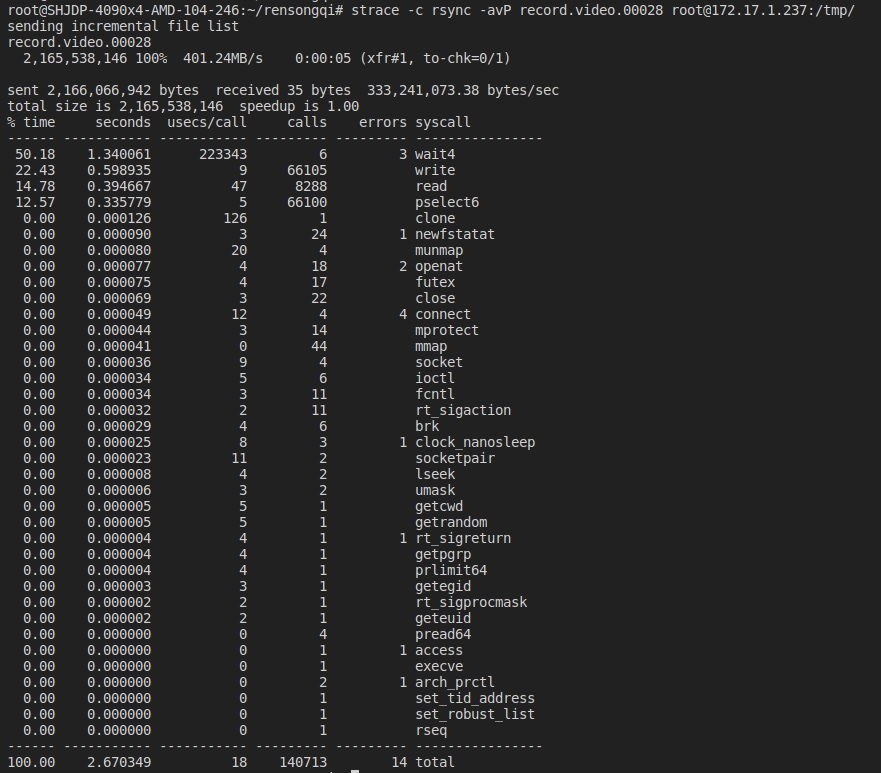 root@SHJDP-4090x4-AMD-104-246:~/rensongqi# strace -c rsync -avP record.video.00028 root@172.17.1.237:/tmp/
sending incremental file list
record.video.00028
  2,165,538,146 100%  401.24MB/s    0:00:05 (xfr#1, to-chk=0/1)

sent 2,166,066,942 bytes  received 35 bytes  333,241,073.38 bytes/sec
total size is 2,165,538,146  speedup is 1.00
% time     seconds  usecs/call     calls    errors syscall
------ ----------- ----------- --------- --------- ----------------
 50.18    1.340061      223343         6         3 wait4
 22.43    0.598935           9     66105           write
 14.78    0.394667          47      8288           read
 12.57    0.335779           5     66100           pselect6
  0.00    0.000126         126         1           clone
  0.00    0.000090           3        24         1 newfstatat
  0.00    0.000080          20         4           munmap
  0.00    0.000077           4        18         2 openat
  0.00    0.000075           4        17           futex
  0.00    0.000069           3        22           close
  0.00    0.000049          12         4         4 connect
  0.00    0.000044           3        14           mprotect
  0.00    0.000041           0        44           mmap
  0.00    0.000036           9         4           socket
  0.00    0.000034           5         6           ioctl
  0.00    0.000034           3        11           fcntl
  0.00    0.000032           2        11           rt_sigaction
  0.00    0.000029           4         6           brk
  0.00    0.000025           8         3         1 clock_nanosleep
  0.00    0.000023          11         2           socketpair
  0.00    0.000008           4         2           lseek
  0.00    0.000006           3         2           umask
  0.00    0.000005           5         1           getcwd
  0.00    0.000005           5         1           getrandom
  0.00    0.000004           4         1         1 rt_sigreturn
  0.00    0.000004           4         1           getpgrp
  0.00    0.000004           4         1           prlimit64
  0.00    0.000003           3         1           getegid
  0.00    0.000002           2         1           rt_sigprocmask
  0.00    0.000002           2         1           geteuid
  0.00    0.000000           0         4           pread64
  0.00    0.000000           0         1         1 access
  0.00    0.000000           0         1           execve
  0.00    0.000000           0         2         1 arch_prctl
  0.00    0.000000           0         1           set_tid_address
  0.00    0.000000           0         1           set_robust_list
  0.00    0.000000           0         1           rseq
------ ----------- ----------- --------- --------- ----------------
100.00    2.670349          18    140713        14 total